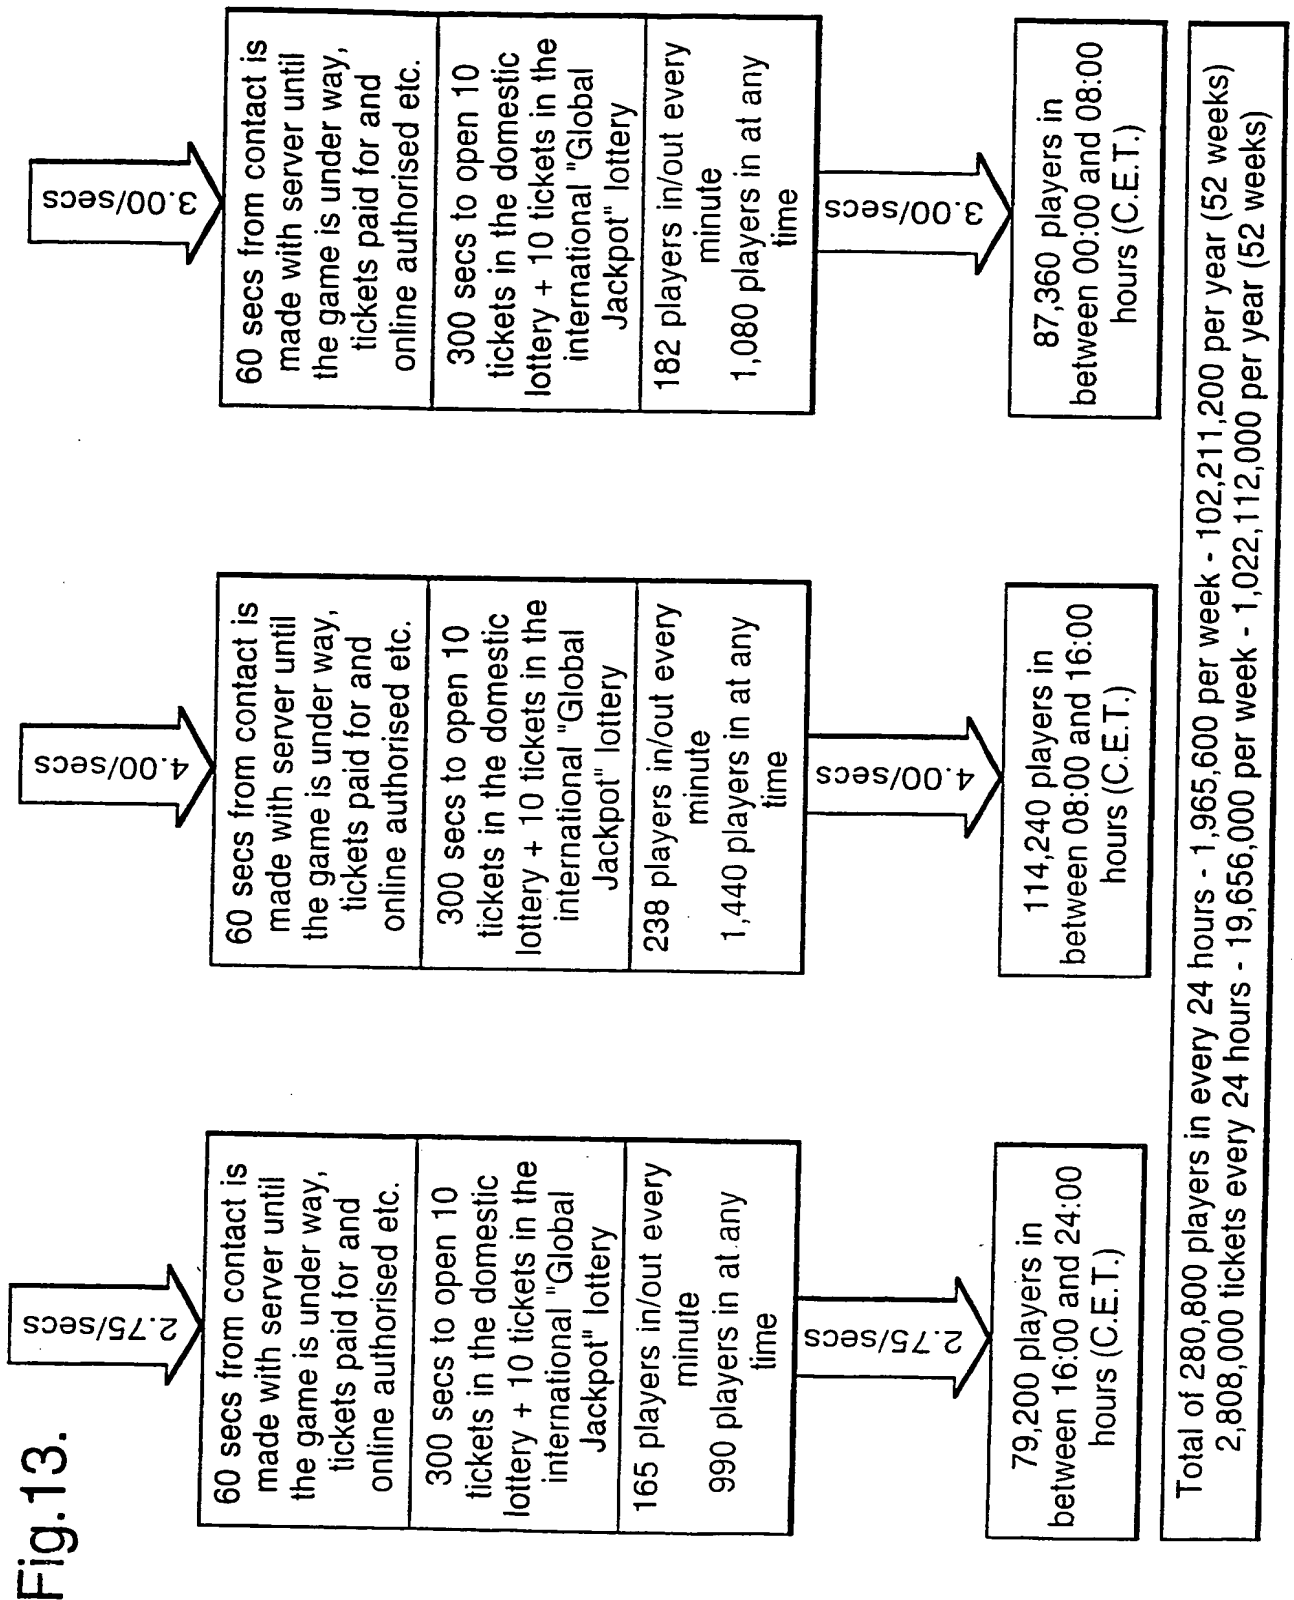 Fig.13.
2.75/secs
60 secs from contact is
made with server until
the game is under way,
tickets paid for and
online authorised etc.
300 secs to open 10
tickets in the domestic
lottery + 10 tickets in the
international "Global
Jackpot" lottery
165 players in/out every
minute
990 players in at any
time
2.75/secs
79,200 players in
between 16:00 and 24:00
hours (C.E.T.)
4.00/secs
60 secs from contact is
made with server until
the game is under way,
tickets paid for and
online authorised etc.
300 secs to open 10
tickets in the domestic
lottery + 10 tickets in the
international "Global
Jackpot" lottery
238 players in/out every
minute
1,440 players in at any
time
4.00/secs
114,240 players in
between 08:00 and 16:00
hours (C.E.T.)
3.00/secs
60 secs from contact is
made with server until
the game is under way,
tickets paid for and
online authorised etc.
300 secs to open 10
tickets in the domestic
lottery + 10 tickets in the
international "Global
Jackpot" lottery
182 players in/out every
minute
1,080 players in at any
time
3.00/secs
87,360 players in
between 00:00 and 08:00
hours (C.E.T.)
Total of 280,800 players in every 24 hours - 1,965,600 per week - 102,211,200 per year (52 weeks)
2,808,000 tickets every 24 hours - 19,656,000 per week - 1,022,112,000 per year (52 weeks)